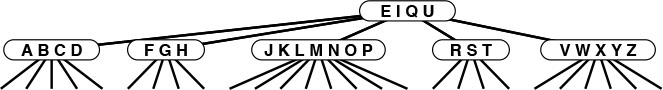 E I Q U
A B C D
F G H
J K L M N O P
R S T
V W X Y Z